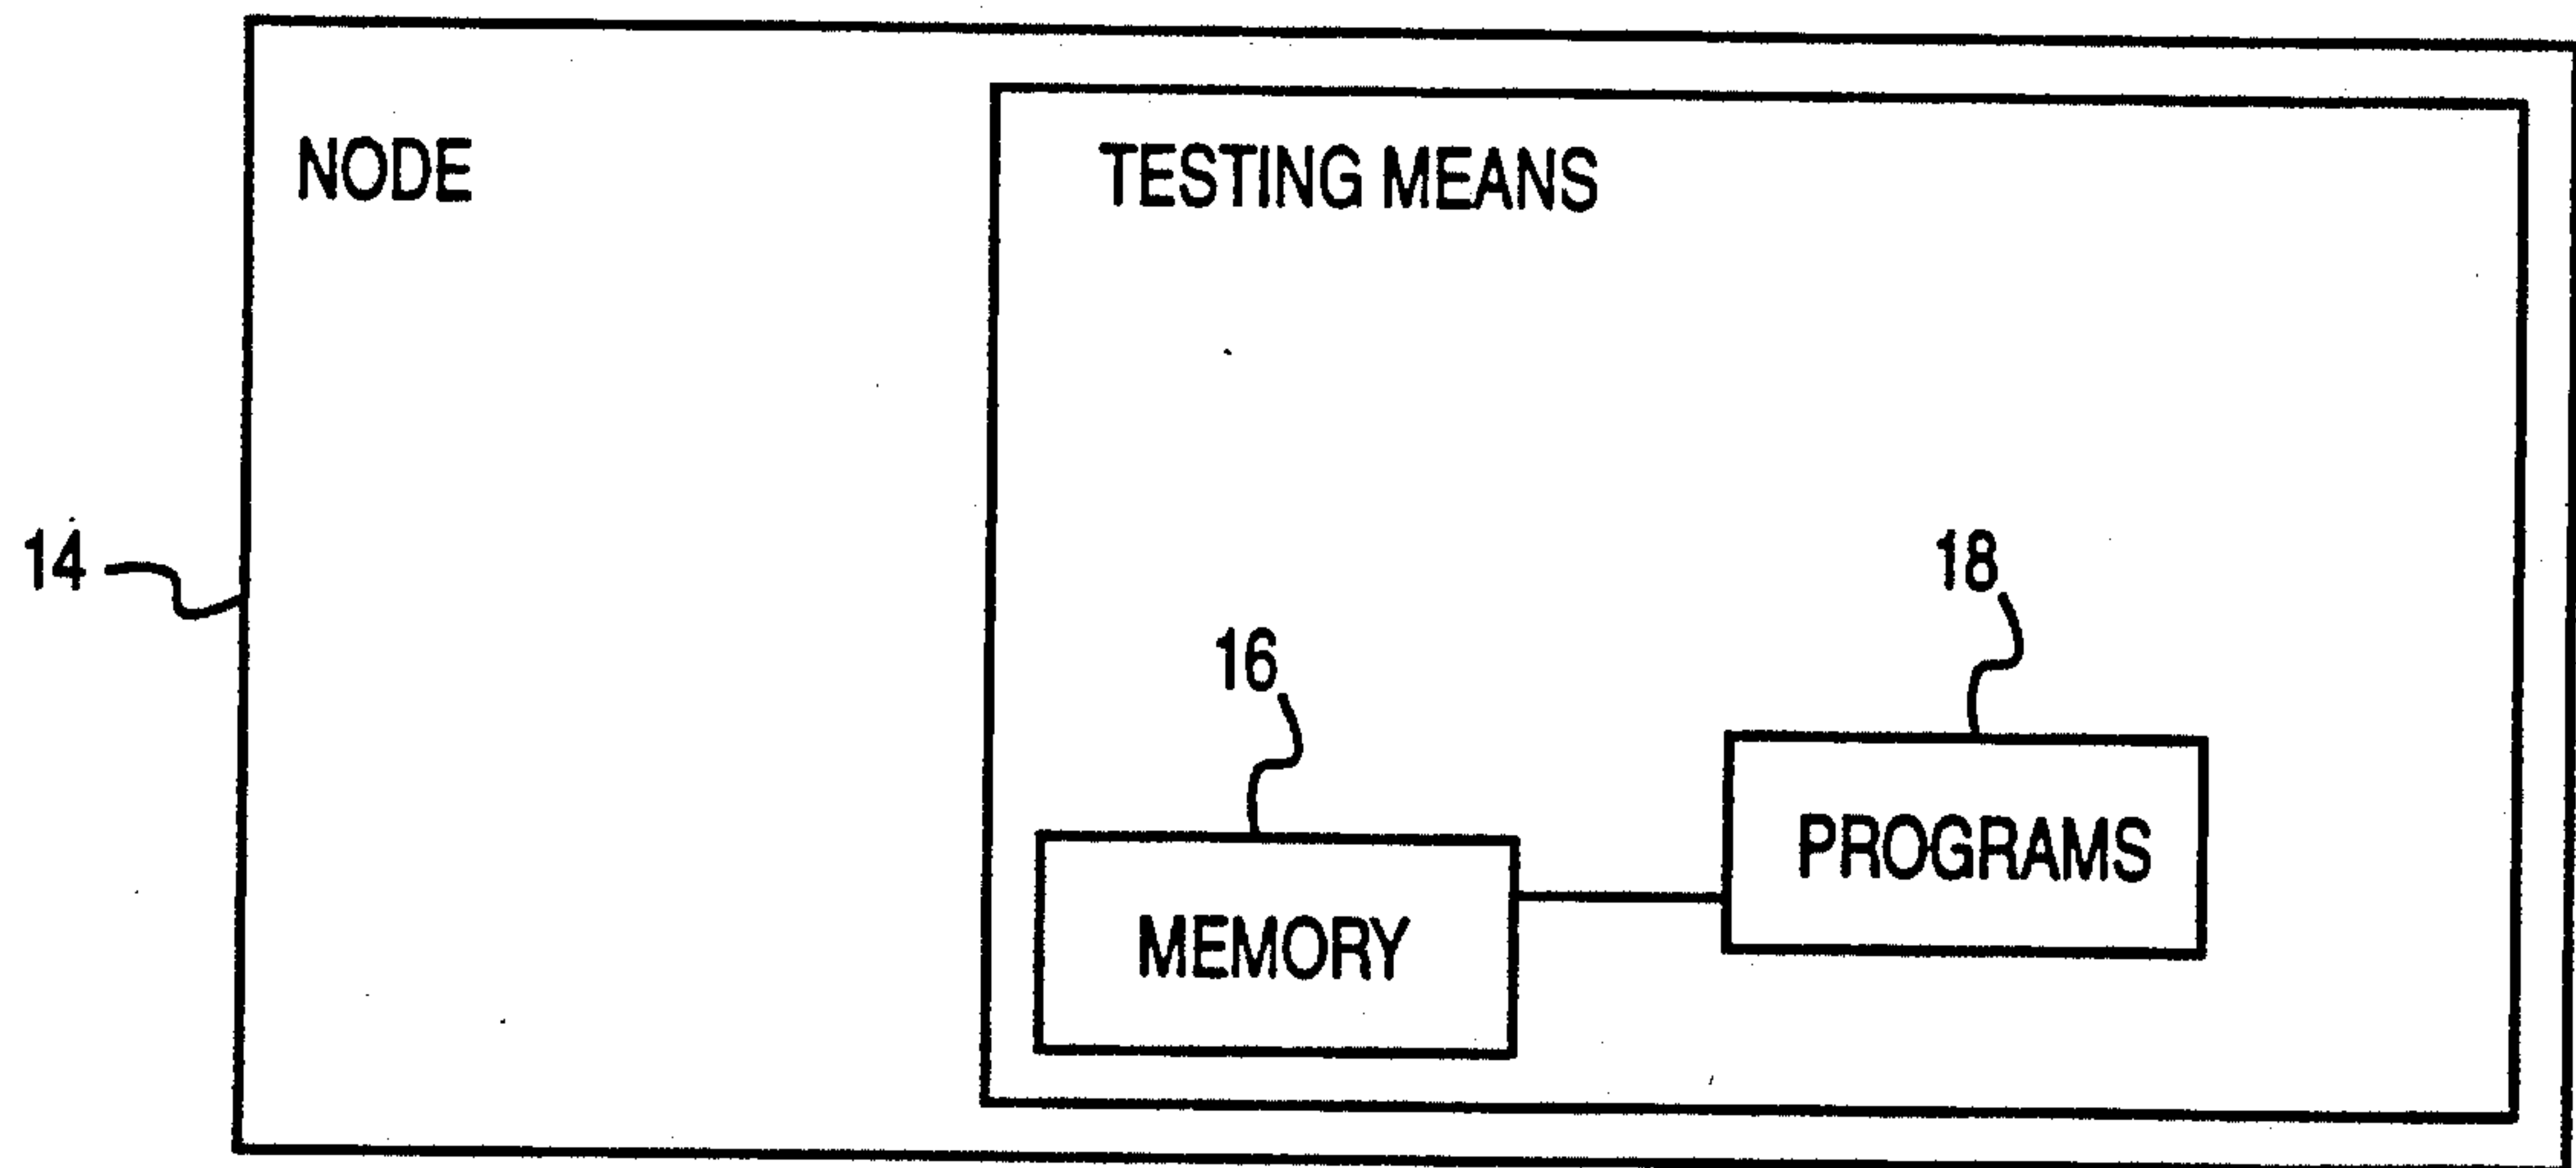 NODE
TESTING MEANS
14
16
18
MEMORY
PROGRAMS